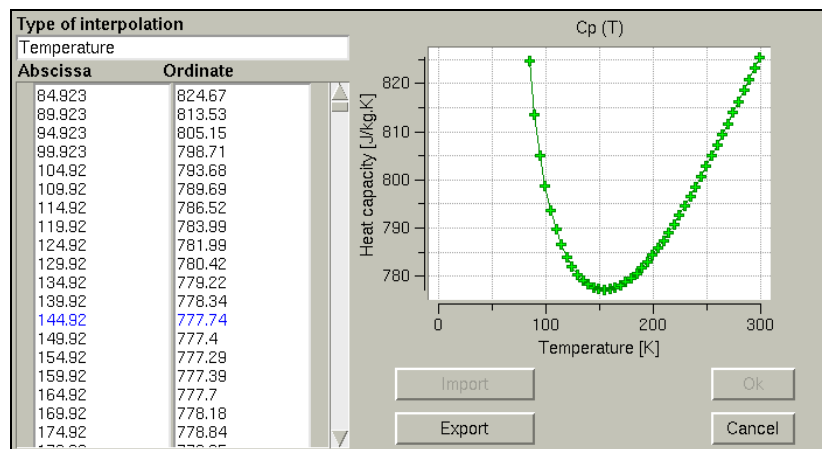 Type of interpolation
Temperature
Abscissa Ordinate
84.923 824.67
89.923 813.53
94.923 805.15
99.923 798.71
104.92 793.68
109.92 789.69
114.92 786.52
119.92 783.99
124.92 781.99
129.92 780.42
134.92 779.22
139.92 778.34
144.92 777.74
149.92 777.4
154.92 777.29
159.92 777.39
164.92 777.7
169.92 778.18
174.92 778.84
Cp (T)
Heat capacity [J/kg.K]
820
810
800
790
780
0 100 200 300
Temperature [K]
Import Ok
Export Cancel